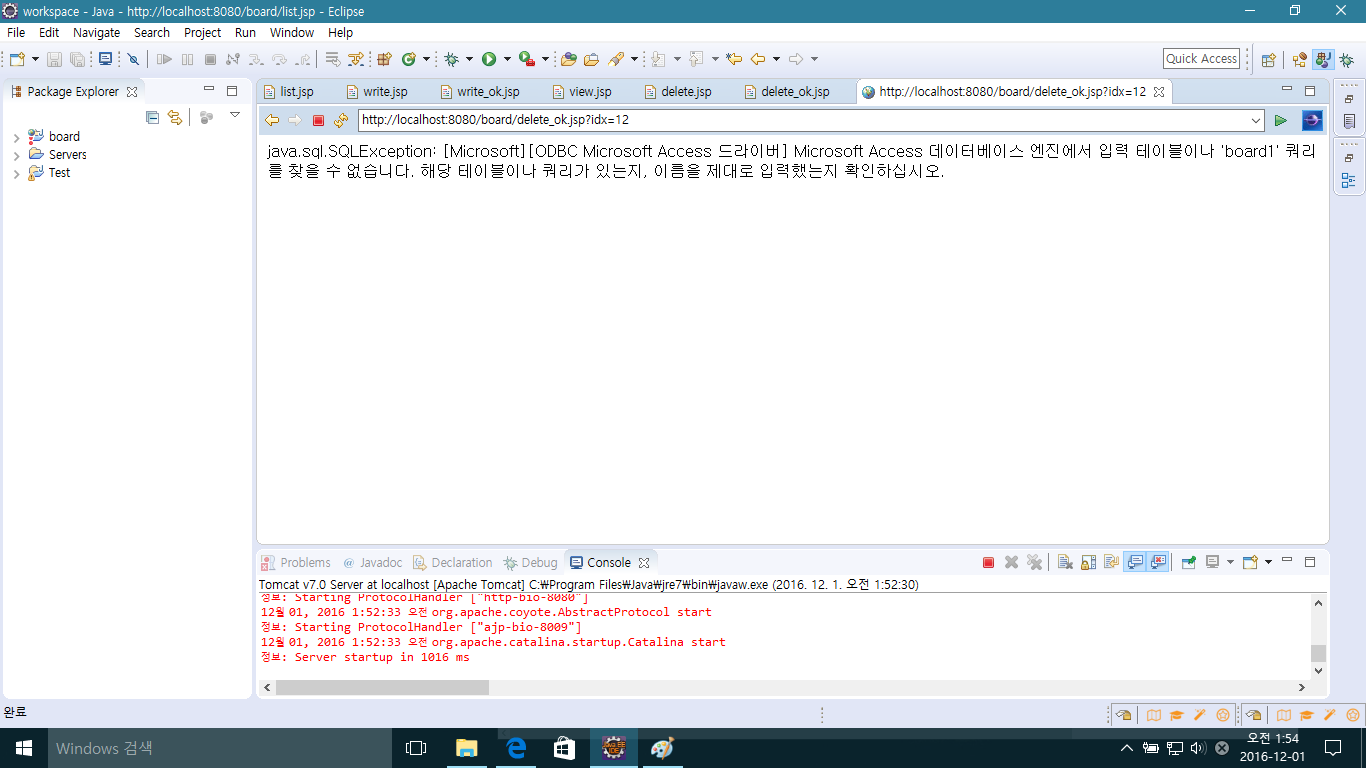 workspace - Java - http://localhost:8080/board/list.jsp - Eclipse
File Edit Navigate Search Project Run Window Help
Quick Access
Package Explorer
list.jsp write.jsp write_ok.jsp view.jsp delete.jsp delete_ok.jsp http://localhost:8080/board/delete_ok.jsp?idx=12
http://localhost:8080/board/delete_ok.jsp?idx=12
board
Servers
Test
java.sql.SQLException: [Microsoft][ODBC Microsoft Access 드라이버] Microsoft Access 데이터베이스 엔진에서 입력 테이블이나 'board1' 쿼리
를 찾을 수 없습니다. 해당 테이블이나 쿼리가 있는지, 이름을 제대로 입력했는지 확인하십시오.
Problems @ Javadoc Declaration Debug Console
Tomcat v7.0 Server at localhost [Apache Tomcat] C:₩Program Files₩Java₩jre7₩bin₩javaw.exe (2016. 12. 1. 오전 1:52:30)
정보: Starting ProtocolHandler ["http-bio-8080"]
12월 01, 2016 1:52:33 오전 org.apache.coyote.AbstractProtocol start
정보: Starting ProtocolHandler ["ajp-bio-8009"]
12월 01, 2016 1:52:33 오전 org.apache.catalina.startup.Catalina start
정보: Server startup in 1016 ms
완료
Windows 검색
오전 1:54
2016-12-01